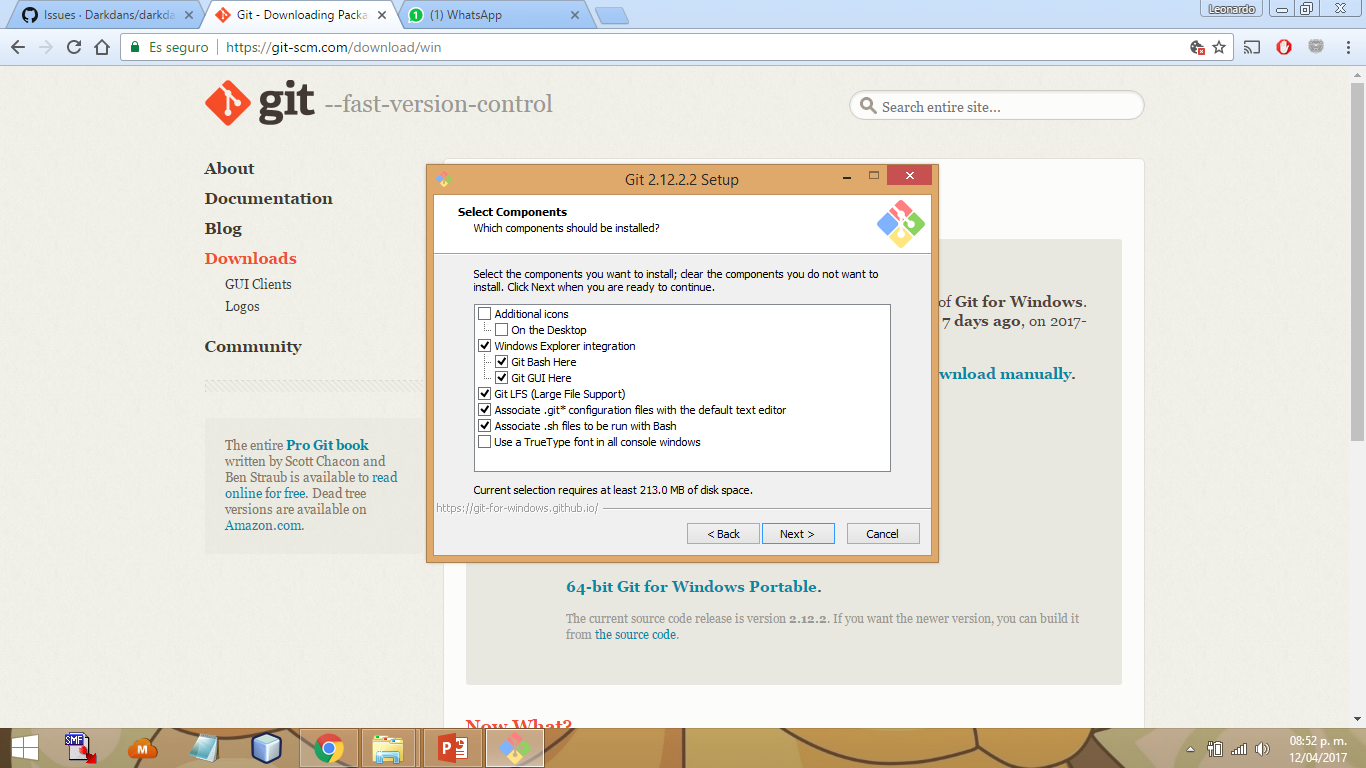 Issues · Darkdans/darkda
Git - Downloading Packa
(1) WhatsApp
Leonardo
Es seguro
https://git-scm.com/download/win
git --fast-version-control
Search entire site...
About
Documentation
Blog
Downloads
GUI Clients
Logos
Community
The entire Pro Git book
written by Scott Chacon and
Ben Straub is available to read
online for free. Dead tree
versions are available on
Amazon.com.
Git 2.12.2.2 Setup
Select Components
Which components should be installed?
Select the components you want to install; clear the components you do not want to
install. Click Next when you are ready to continue.
Additional icons
On the Desktop
Windows Explorer integration
Git Bash Here
Git GUI Here
Git LFS (Large File Support)
Associate .git* configuration files with the default text editor
Associate .sh files to be run with Bash
Use a TrueType font in all console windows
Current selection requires at least 213.0 MB of disk space.
https://git-for-windows.github.io/
< Back
Next >
Cancel
of Git for Windows.
7 days ago, on 2017-
wnload manually.
64-bit Git for Windows Portable.
The current source code release is version 2.12.2. If you want the newer version, you can build it
from the source code.
Now What?
SMF
M
P
08:52 p. m.
12/04/2017